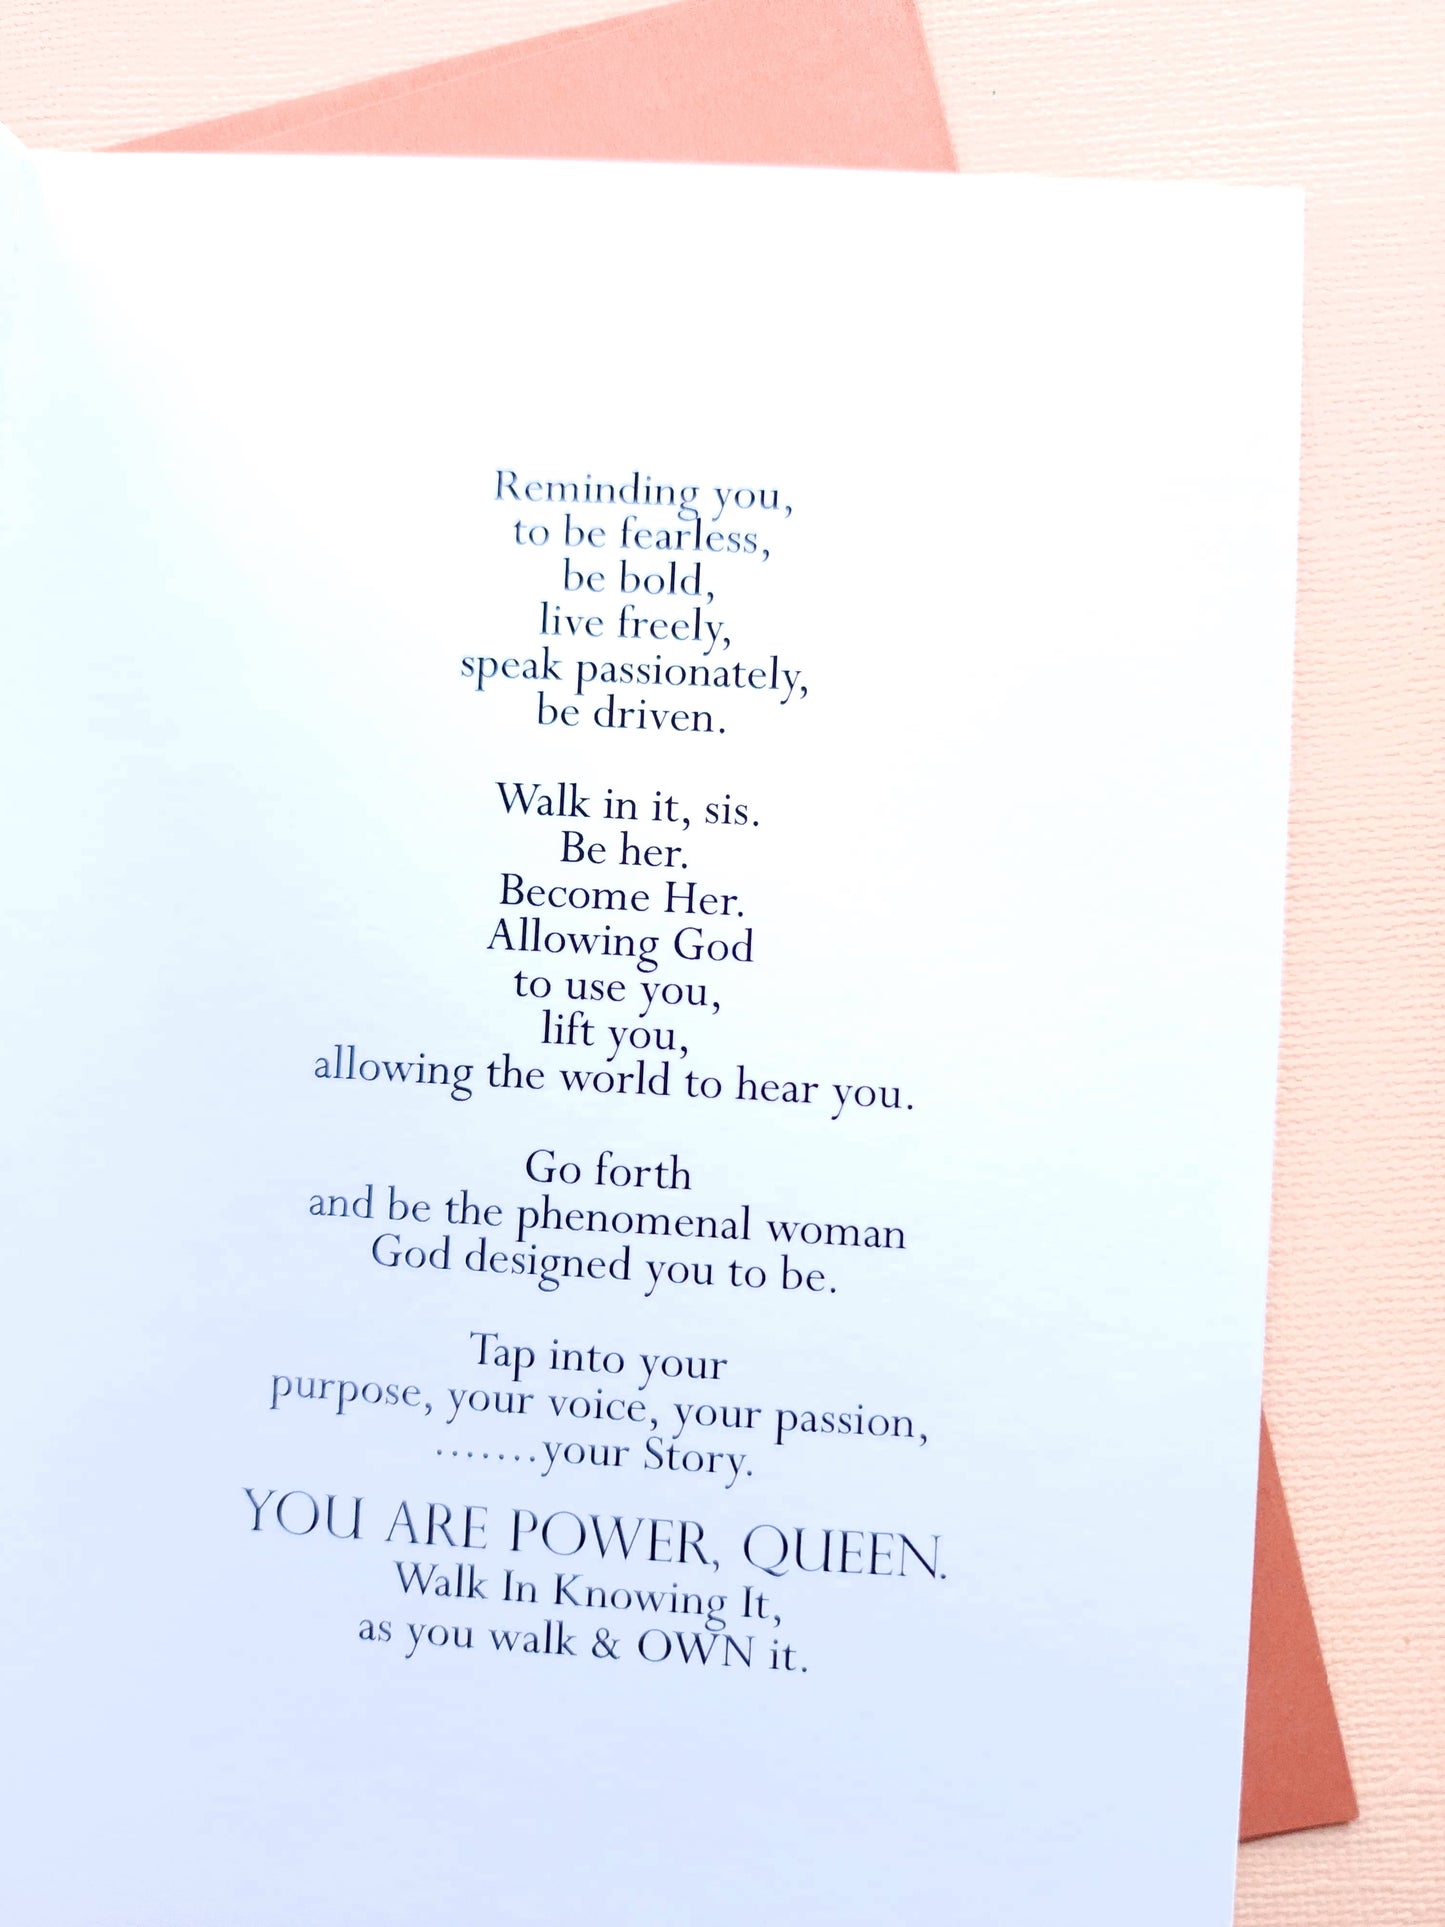 Reminding you,
to be fearless,
be bold,
live freely,
speak passionately,
be driven.
Walk in it, sis.
Be her.
Become Her.
Allowing God
to use you,
lift you,
allowing the world to hear you.
Go forth
and be the phenomenal woman
God designed you to be.
Tap into your
purpose, your voice, your passion,
.......your Story.
YOU ARE POWER, QUEEN.
Walk In Knowing It,
as you walk & OWN it.